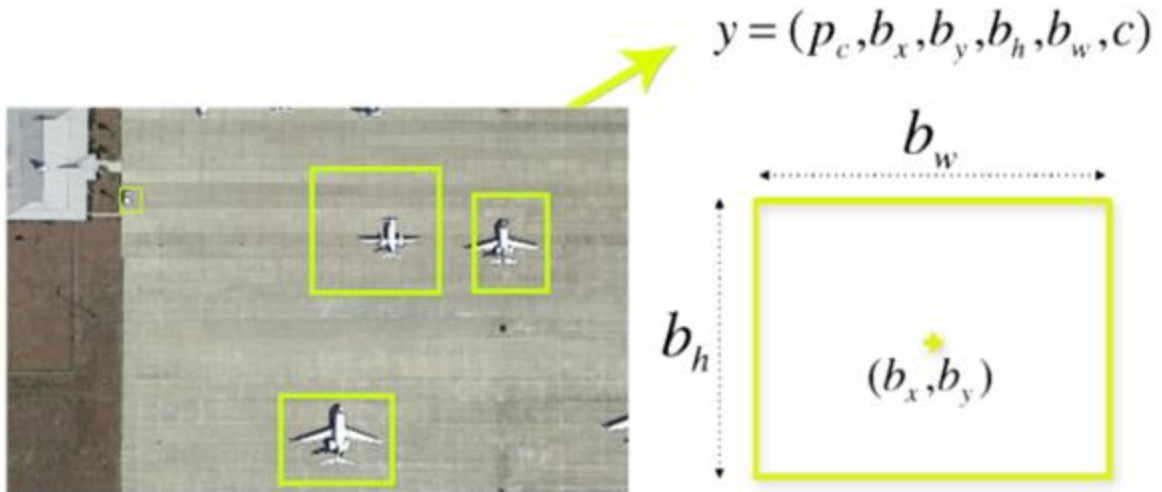 y = (p_c, b_x, b_y, b_h, b_w, c)
b_w
b_h
(b_x, b_y)